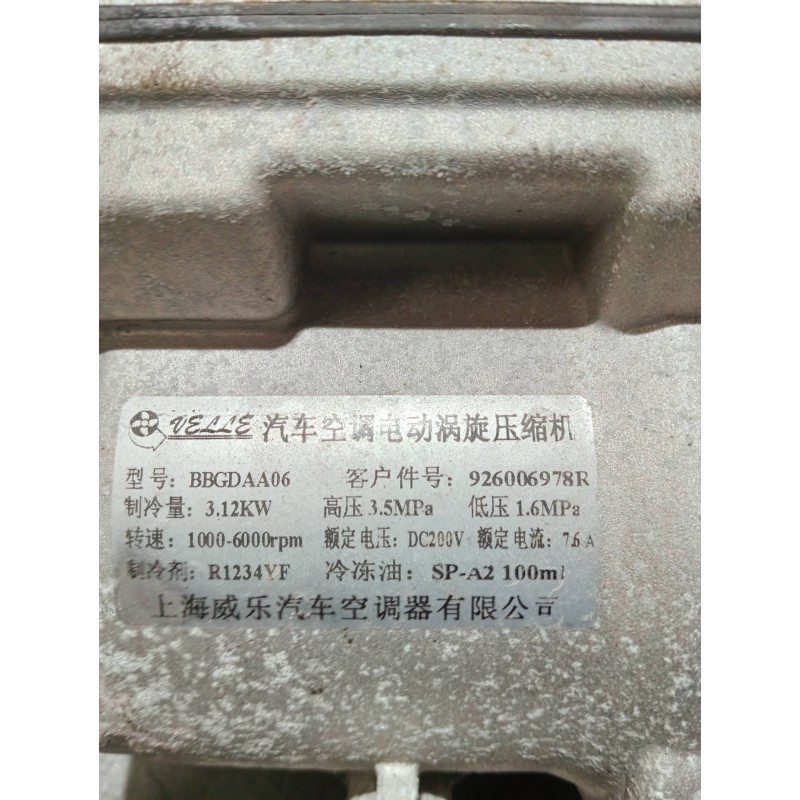 VELLE 汽车空调电动涡旋压缩机
型号: BBGDAA06 客户件号: 926006978R
制冷量: 3.12KW 高压 3.5MPa 低压 1.6MPa
转速: 1000-6000rpm 额定电压: DC200V 额定电流: 7.6 A
制冷剂: R1234YF 冷冻油: SP-A2 100ml
上海威乐汽车空调器有限公司